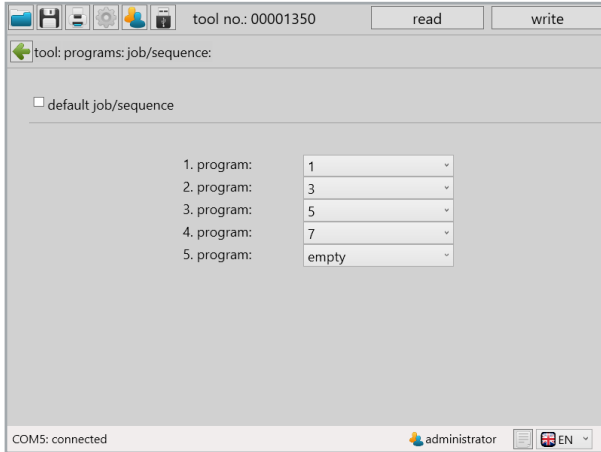 tool no.: 00001350 read write
tool: programs: job/sequence:
default job/sequence
1. program: 1
2. program: 3
3. program: 5
4. program: 7
5. program: empty
COM5: connected administrator EN